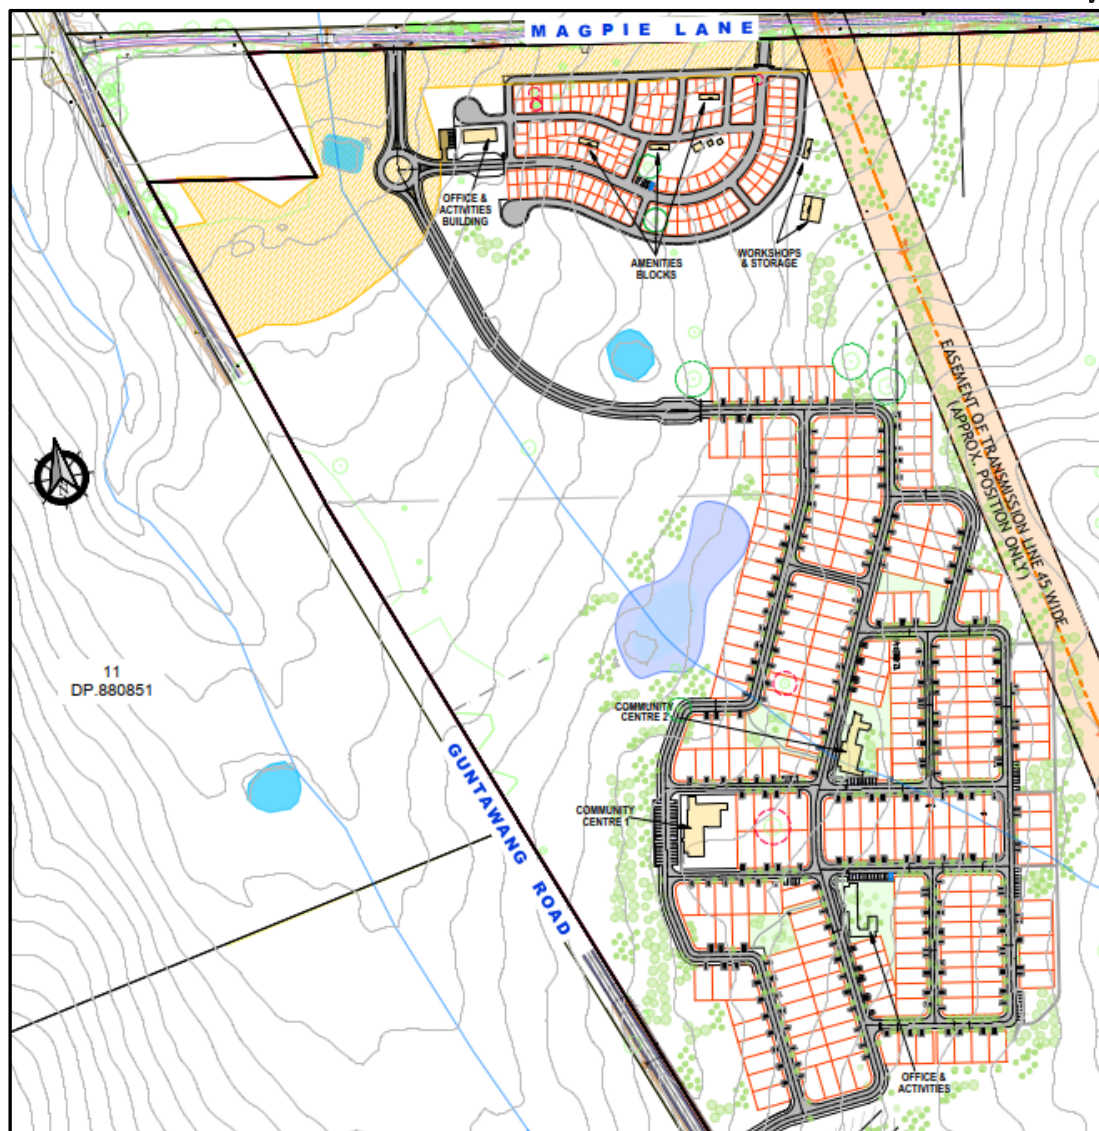 MAGPIE LANE
OFFICE &
ACTIVITIES
BUILDING
AMENITIES
BLOCKS
WORKSHOPS
& STORAGE
EASEMENT OF TRANSMISSION LINE 45 WIDE
(APPROX. POSITION ONLY)
N
11
DP.880851
COMMUNITY
CENTRE 2
GUNTAWANG ROAD
COMMUNITY
CENTRE 1
OFFICE &
ACTIVITIES